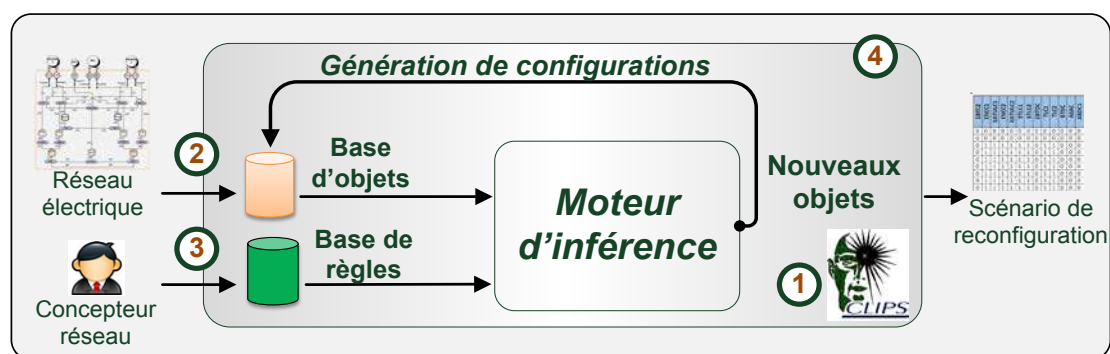 4
Génération de configurations
2
Base
d'objets
Réseau
électrique
Moteur
d'inférence
Nouveaux
objets
Scénario de
reconfiguration
3
Base de
règles
Concepteur
réseau
1
CLIPS